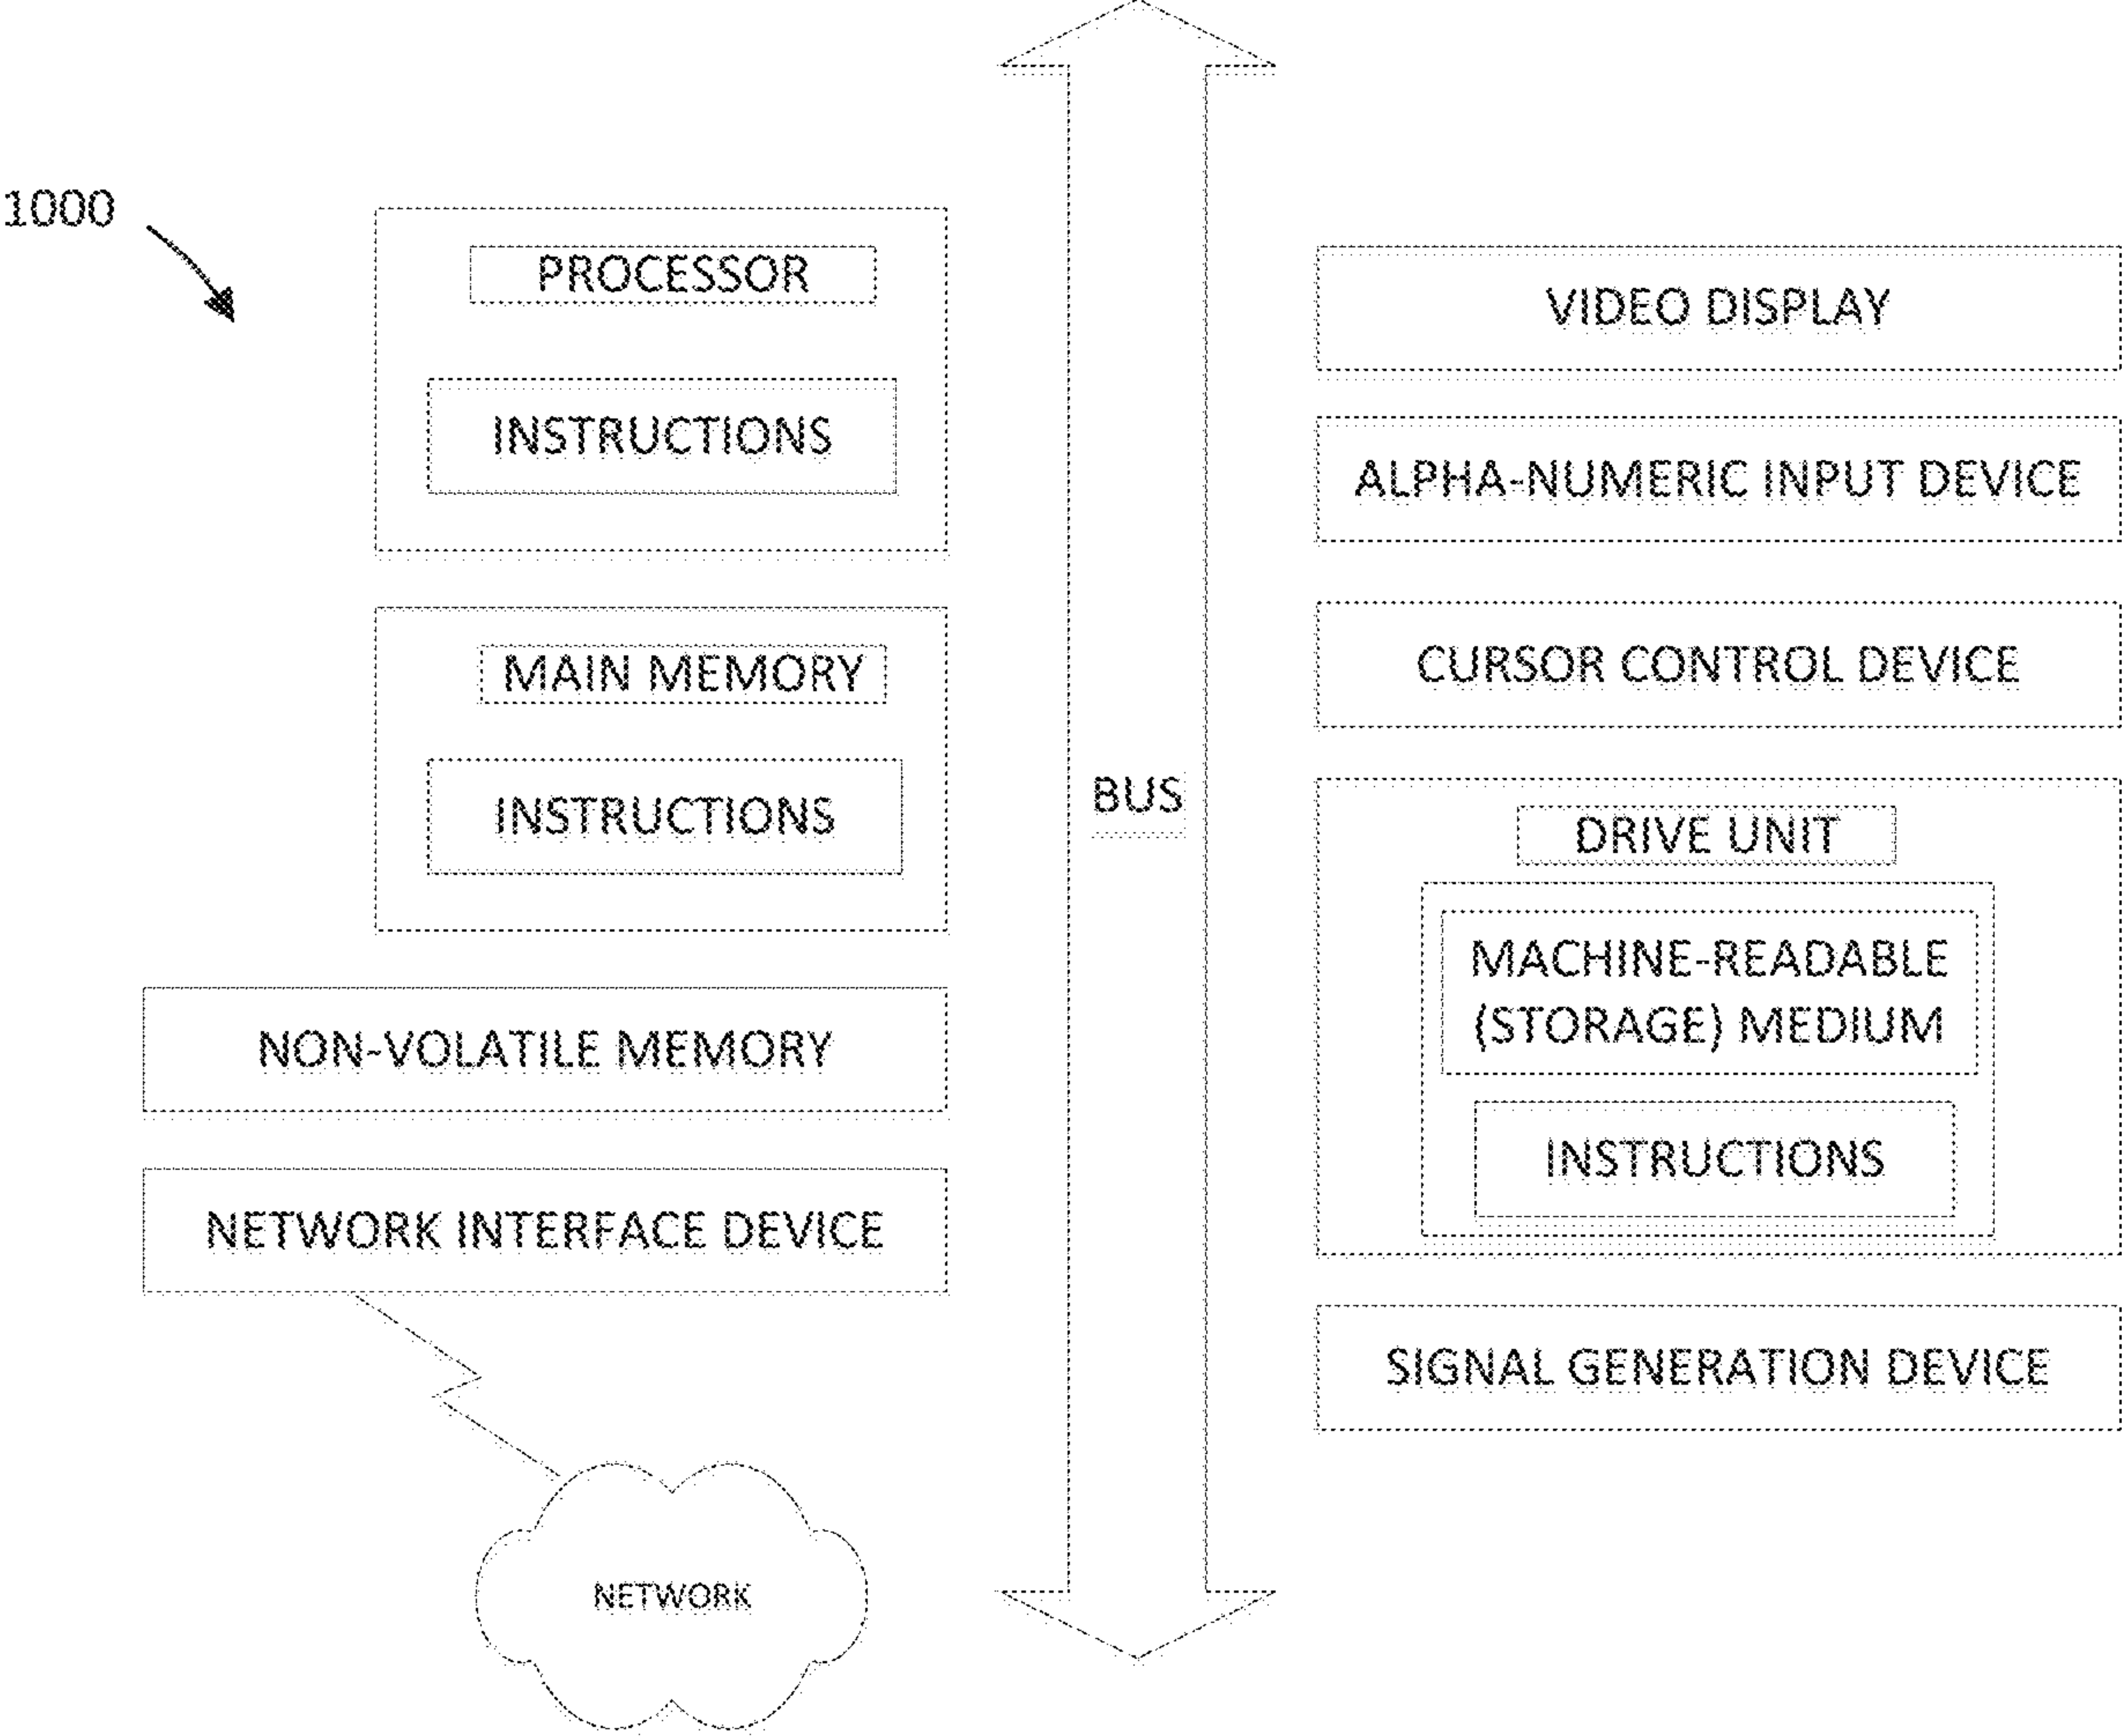 1000
PROCESSOR
INSTRUCTIONS
MAIN MEMORY
INSTRUCTIONS
NON-VOLATILE MEMORY
NETWORK INTERFACE DEVICE
NETWORK
BUS
VIDEO DISPLAY
ALPHA-NUMERIC INPUT DEVICE
CURSOR CONTROL DEVICE
DRIVE UNIT
MACHINE-READABLE
(STORAGE) MEDIUM
INSTRUCTIONS
SIGNAL GENERATION DEVICE